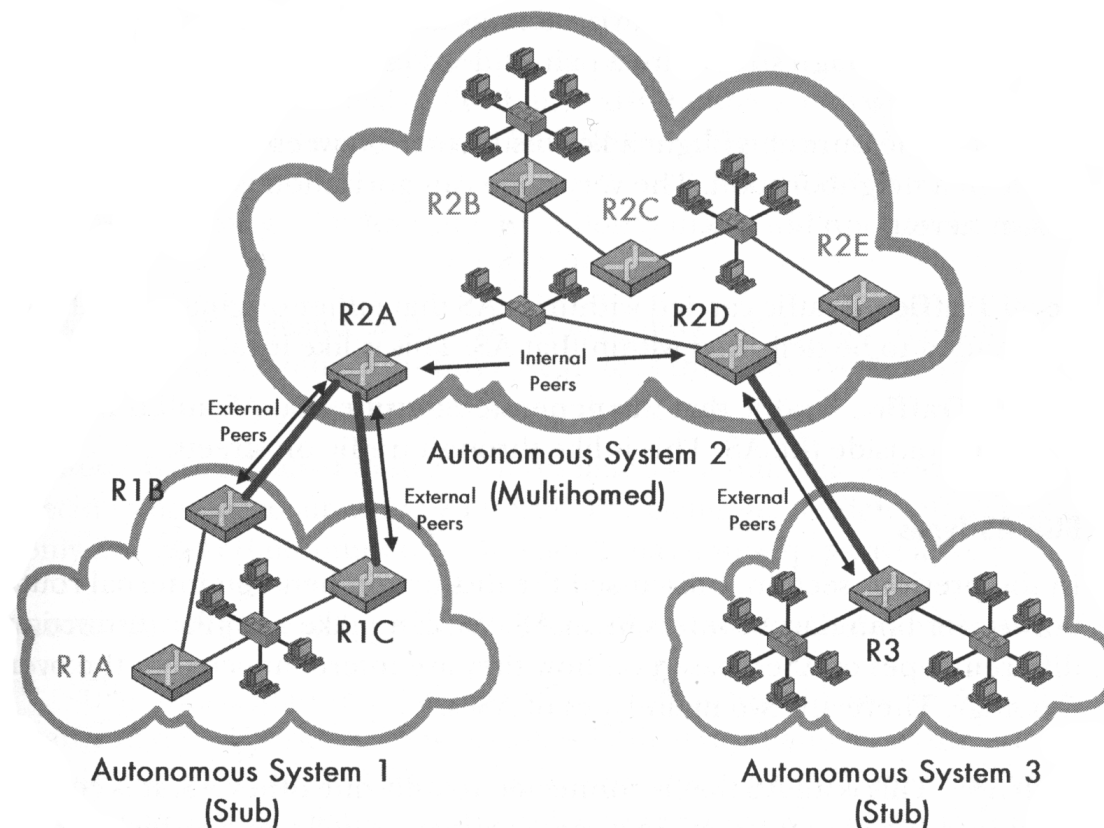 R2B
R2C
R2E
R2A
R2D
Internal
Peers
External
Peers
Autonomous System 2
(Multihomed)
R1B
External
Peers
External
Peers
R1C
R1A
R3
Autonomous System 1
(Stub)
Autonomous System 3
(Stub)